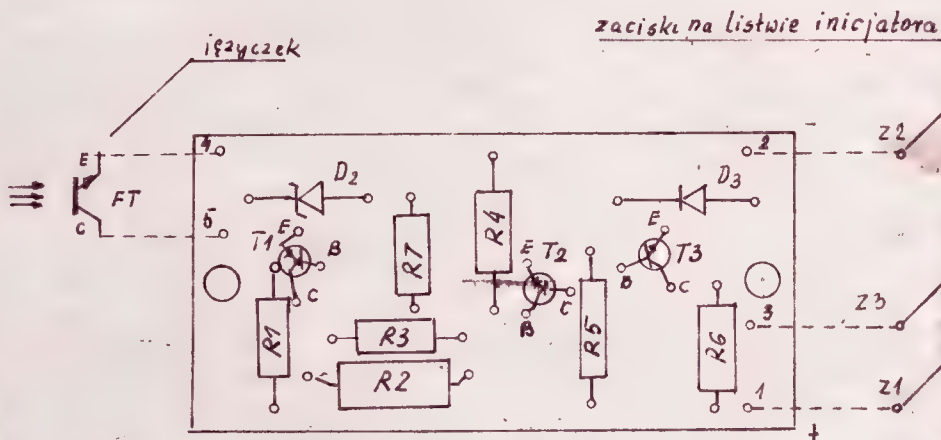 zaciski na listwie inicjatora
języczek
4
-
2
Z2
E
FT
C
D2
D3
5
T1
E
B
C
R7
R4
E
T2
C
B
E
T3
B
C
R5
R6
3
Z3
R1
R3
R2
1
Z1
+